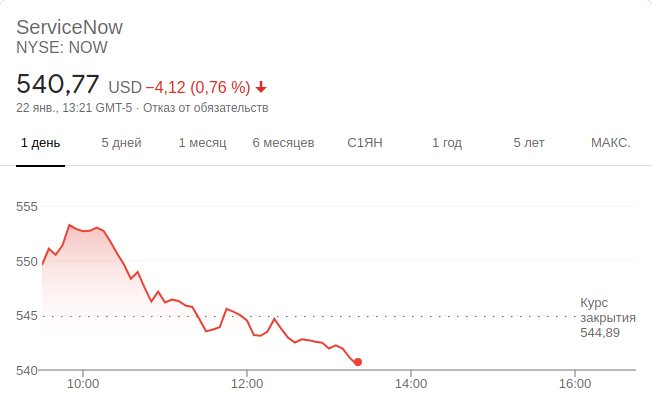 ServiceNow
NYSE: NOW
540,77 USD −4,12 (0,76 %)
22 янв., 13:21 GMT-5 · Отказ от обязательств
1 день 5 дней 1 месяц 6 месяцев С1ЯН 1 год 5 лет МАКС.
555
550
545
Курс
закрытия
544,89
540
10:00 12:00 14:00 16:00